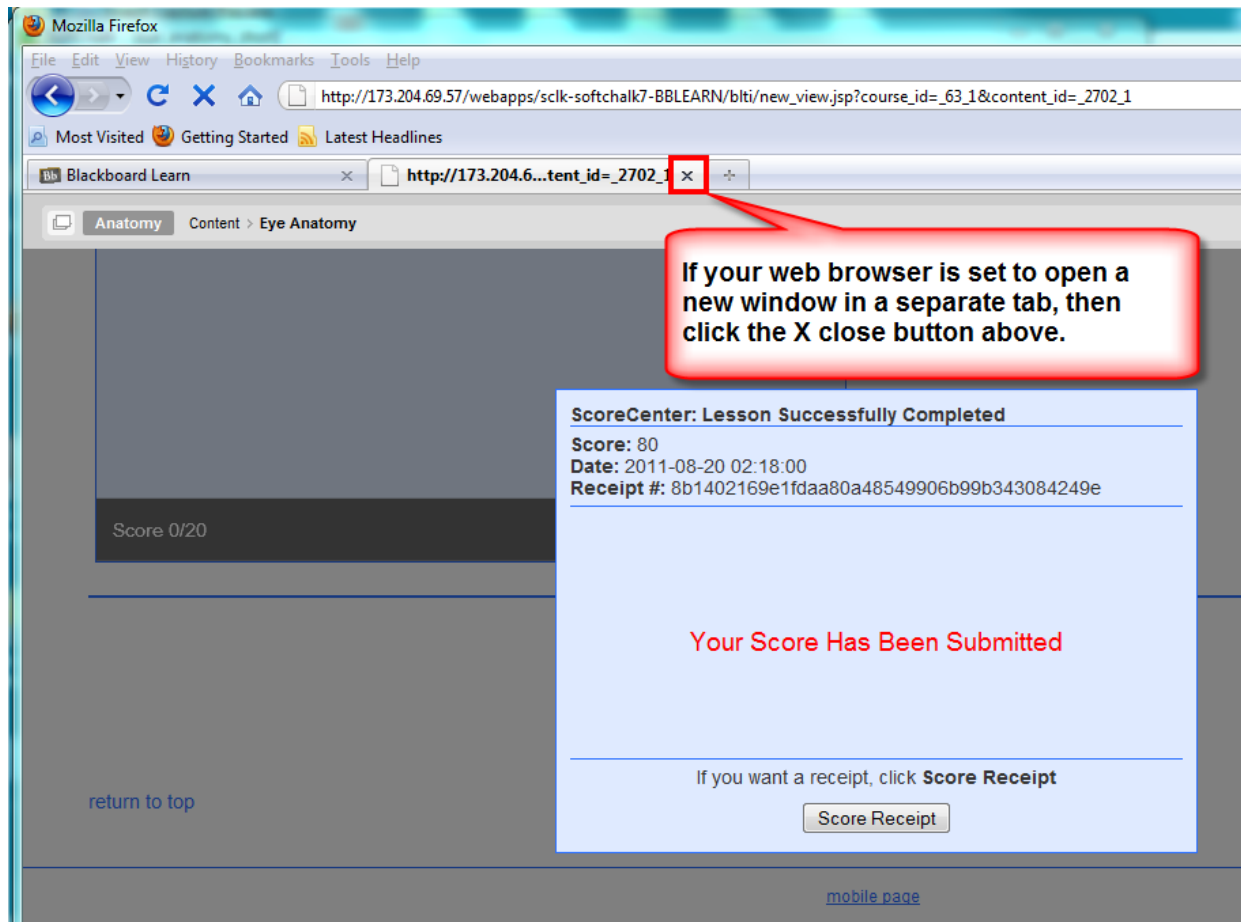 Mozilla Firefox
File Edit View History Bookmarks Tools Help
http://173.204.69.57/webapps/sclk-softchalk7-BBLEARN/blti/new_view.jsp?course_id=_63_1&content_id=_2702_1
Most Visited Getting Started Latest Headlines
Bb Blackboard Learn × http://173.204.6...tent_id=_2702_1 × +
Anatomy Content > Eye Anatomy
If your web browser is set to open a
new window in a separate tab, then
click the X close button above.
ScoreCenter: Lesson Successfully Completed
Score: 80
Date: 2011-08-20 02:18:00
Receipt #: 8b1402169e1fdaa80a48549906b99b343084249e
Score 0/20
Your Score Has Been Submitted
If you want a receipt, click Score Receipt
return to top
Score Receipt
mobile page